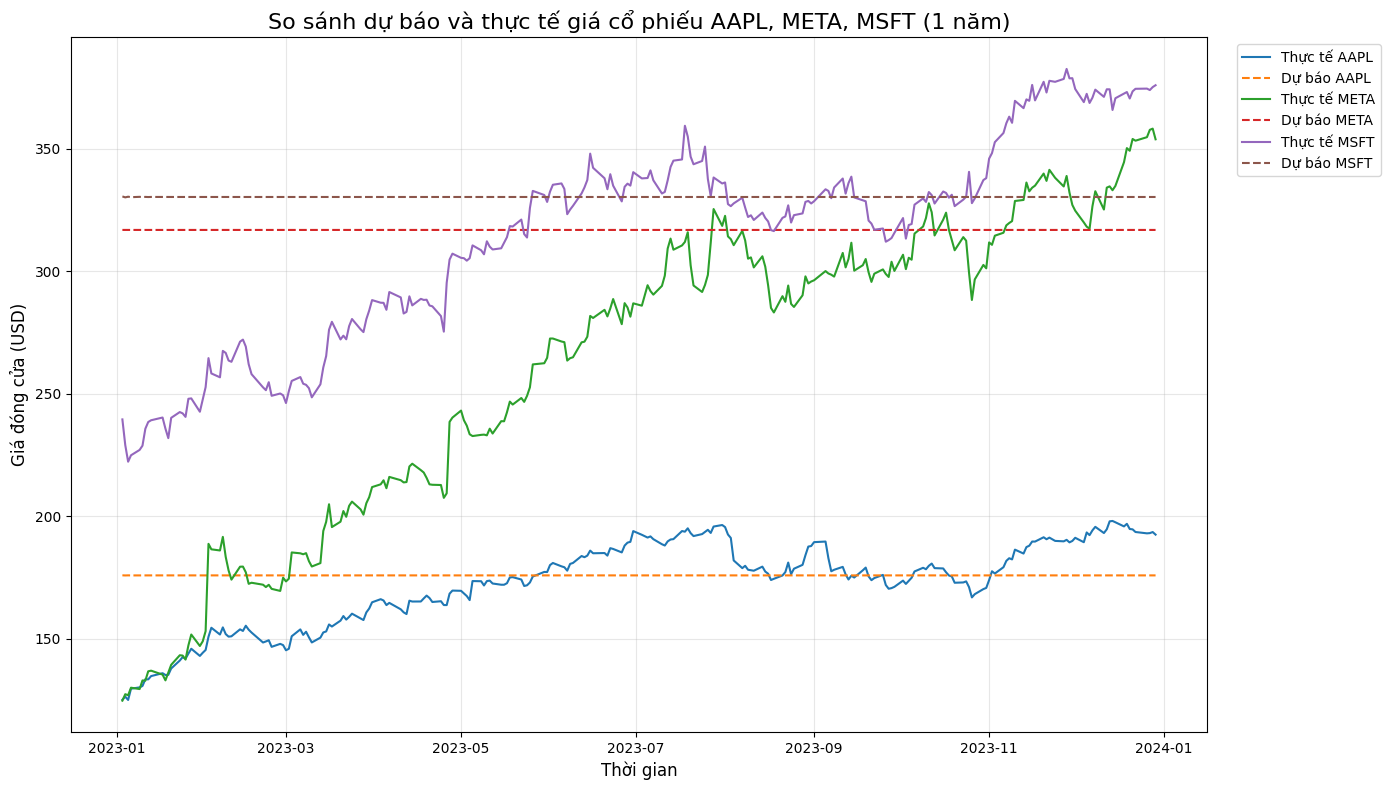 So sánh dự báo và thực tế giá cổ phiếu AAPL, META, MSFT (1 năm)
Giá đóng cửa (USD)
350
300
250
200
150
2023-01
2023-03
2023-05
2023-07
2023-09
2023-11
2024-01
Thời gian
Thực tế AAPL
Dự báo AAPL
Thực tế META
Dự báo META
Thực tế MSFT
Dự báo MSFT